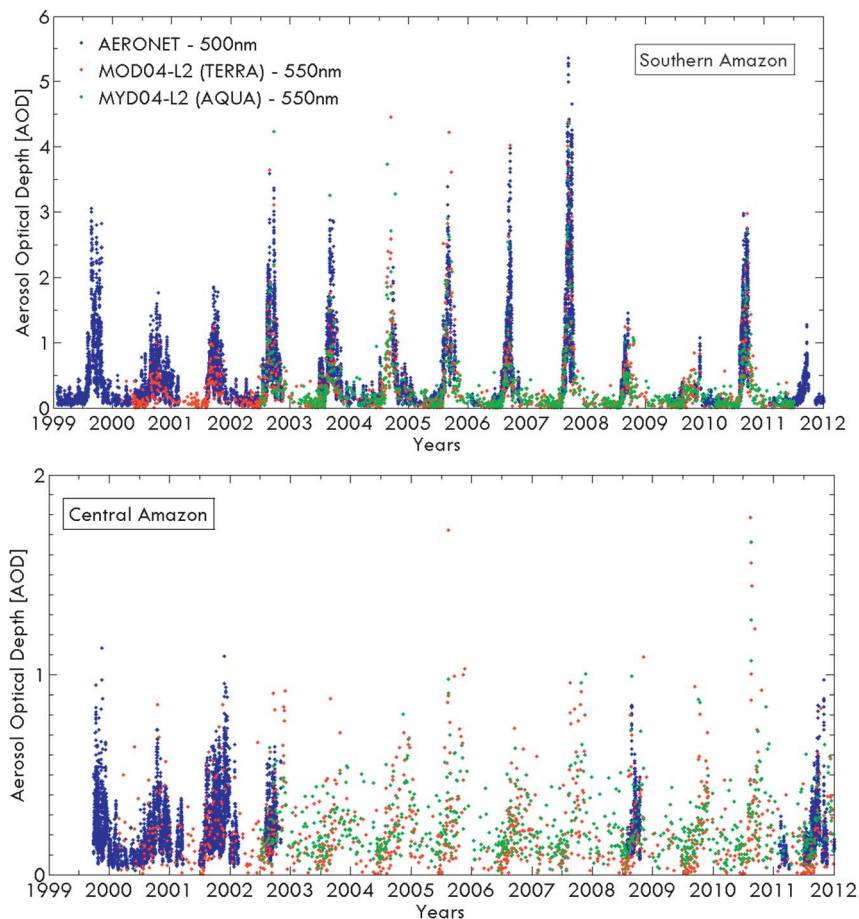 6
AERONET - 500nm
MOD04-L2 (TERRA) - 550nm
MYD04-L2 (AQUA) - 550nm
Southern Amazon
5
4
3
2
1
0
Aerosol Optical Depth [AOD]
1999 2000 2001 2002 2003 2004 2005 2006 2007 2008 2009 2010 2011 2012
Years
2
Central Amazon
1
0
Aerosol Optical Depth [AOD]
1999 2000 2001 2002 2003 2004 2005 2006 2007 2008 2009 2010 2011 2012
Years